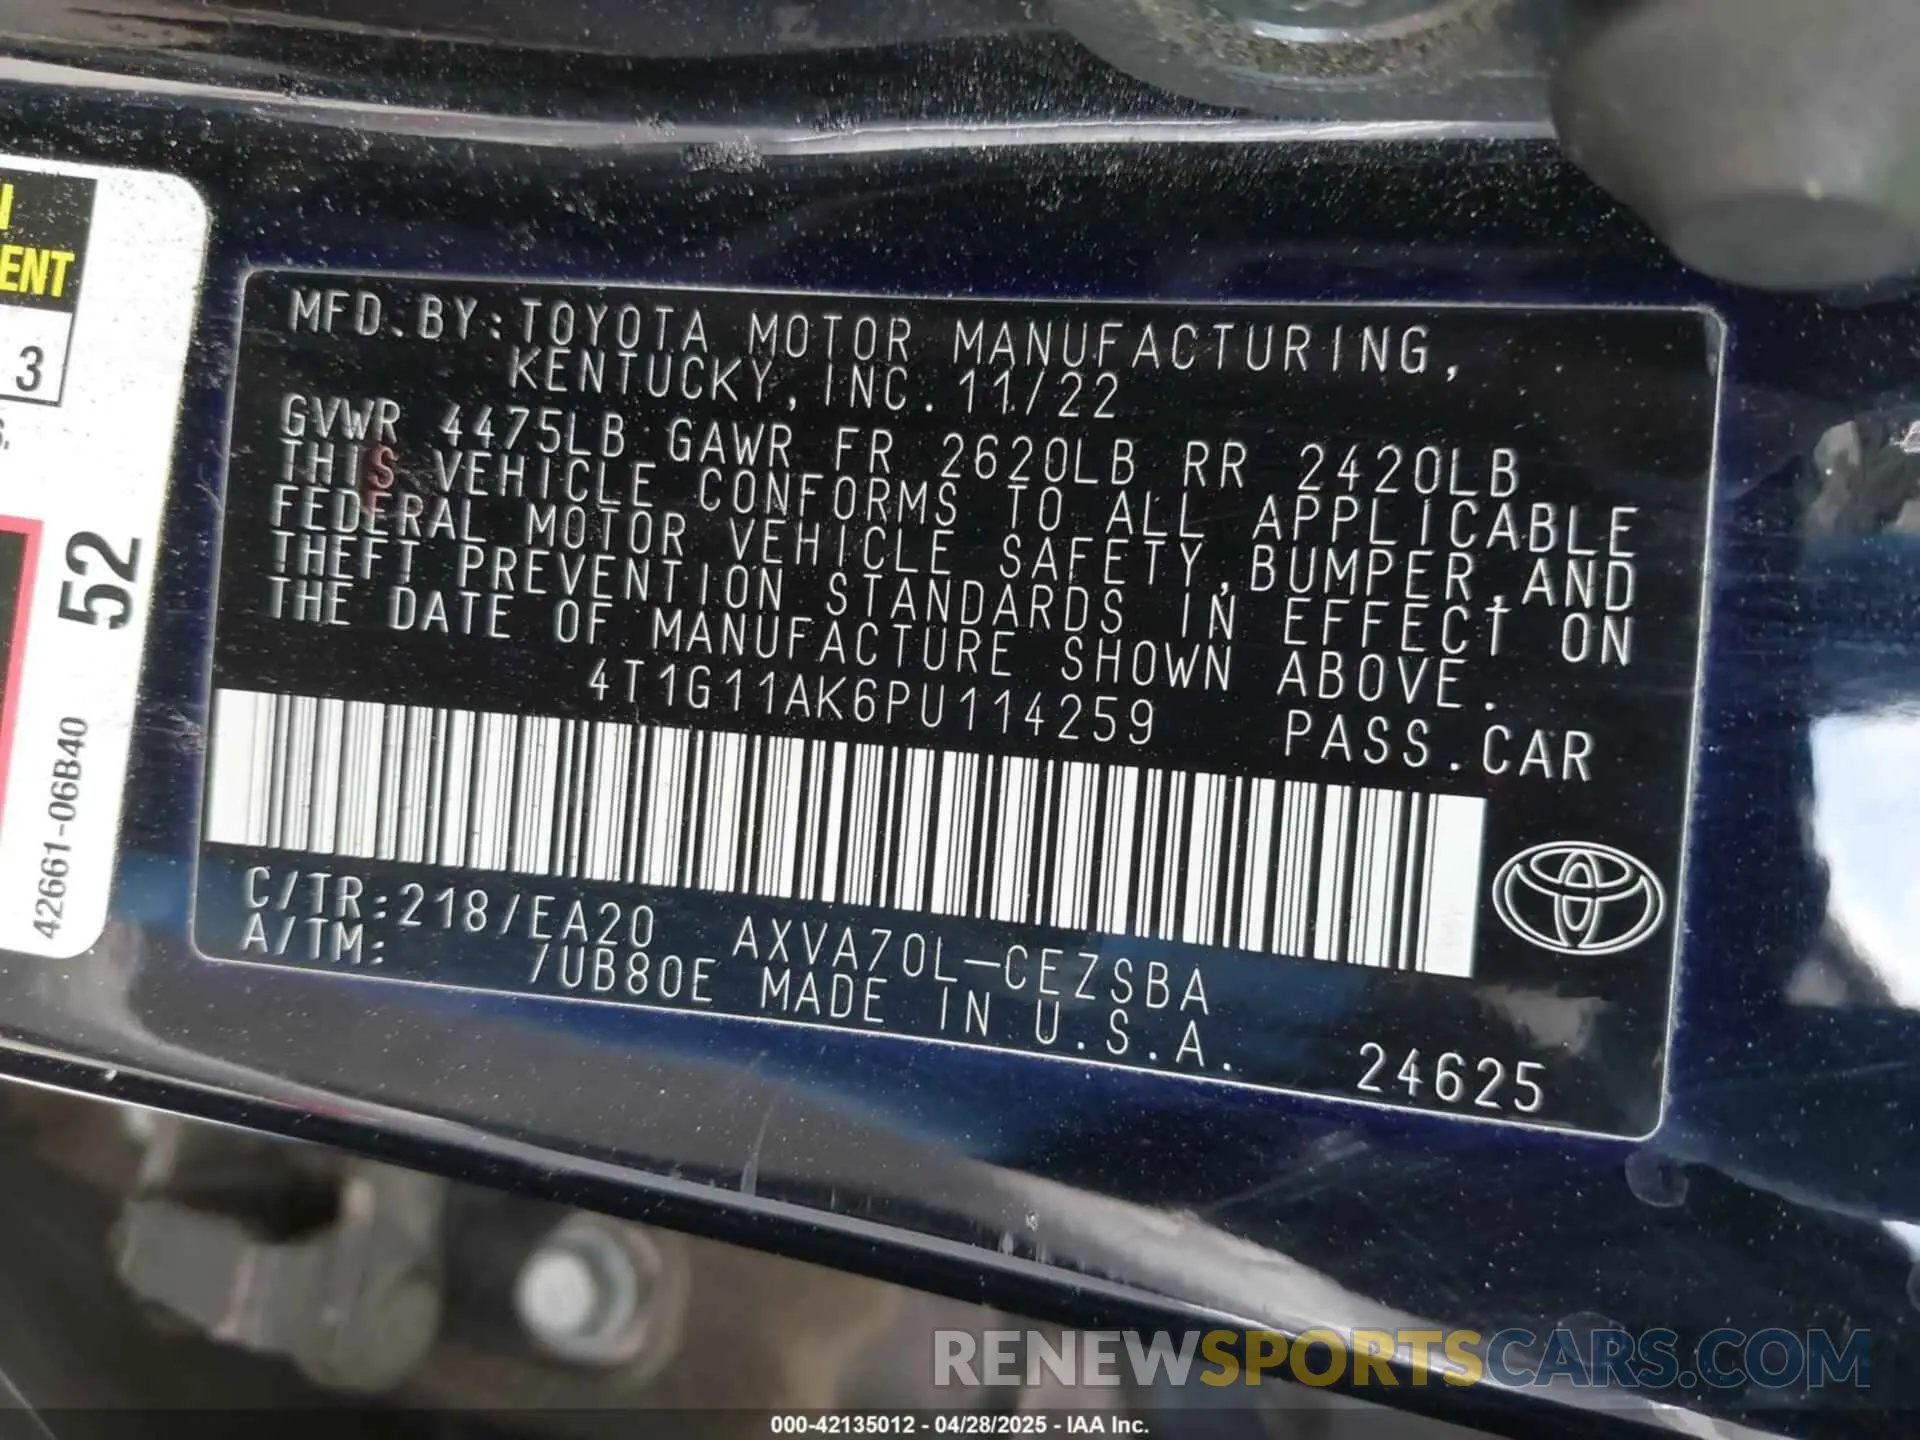 MFD.BY:TOYOTA MOTOR MANUFACTURING,
KENTUCKY,INC.11/22
GVWR 4475LB GAWR FR 2620LB RR 2420LB
THIS VEHICLE CONFORMS TO ALL APPLICABLE
FEDERAL MOTOR VEHICLE SAFETY,BUMPER,AND
THEFT PREVENTION STANDARDS IN EFFECT ON
THE DATE OF MANUFACTURE SHOWN ABOVE.
4T1G11AK6PU114259 PASS.CAR
C/TR:218/EA20 AXVA70L-CEZSBA
A/TM: /UB80E MADE IN U.S.A.
24625
ENT
3
52
42661-06B40
RENEWSPORTSCARS.COM
000-42135012 - 04/28/2025 - IAA Inc.